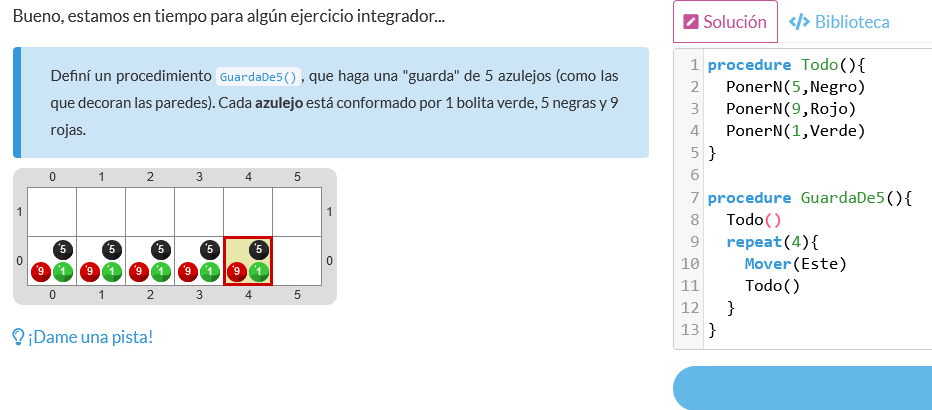 Bueno, estamos en tiempo para algún ejercicio integrador...
Definí un procedimiento GuardaDe5(), que haga una "guarda" de 5 azulejos (como las
que decoran las paredes). Cada azulejo está conformado por 1 bolita verde, 5 negras y 9
rojas.
0 1 2 3 4 5
1 1
5 5 5 5 5
0 0
9 1 9 1 9 1 9 1 9 1
0 1 2 3 4 5
¡Dame una pista!
Solución </> Biblioteca
1 procedure Todo(){
2 PonerN(5,Negro)
3 PonerN(9,Rojo)
4 PonerN(1,Verde)
5 }
6
7 procedure GuardaDe5(){
8 Todo()
9 repeat(4){
10 Mover(Este)
11 Todo()
12 }
13 }